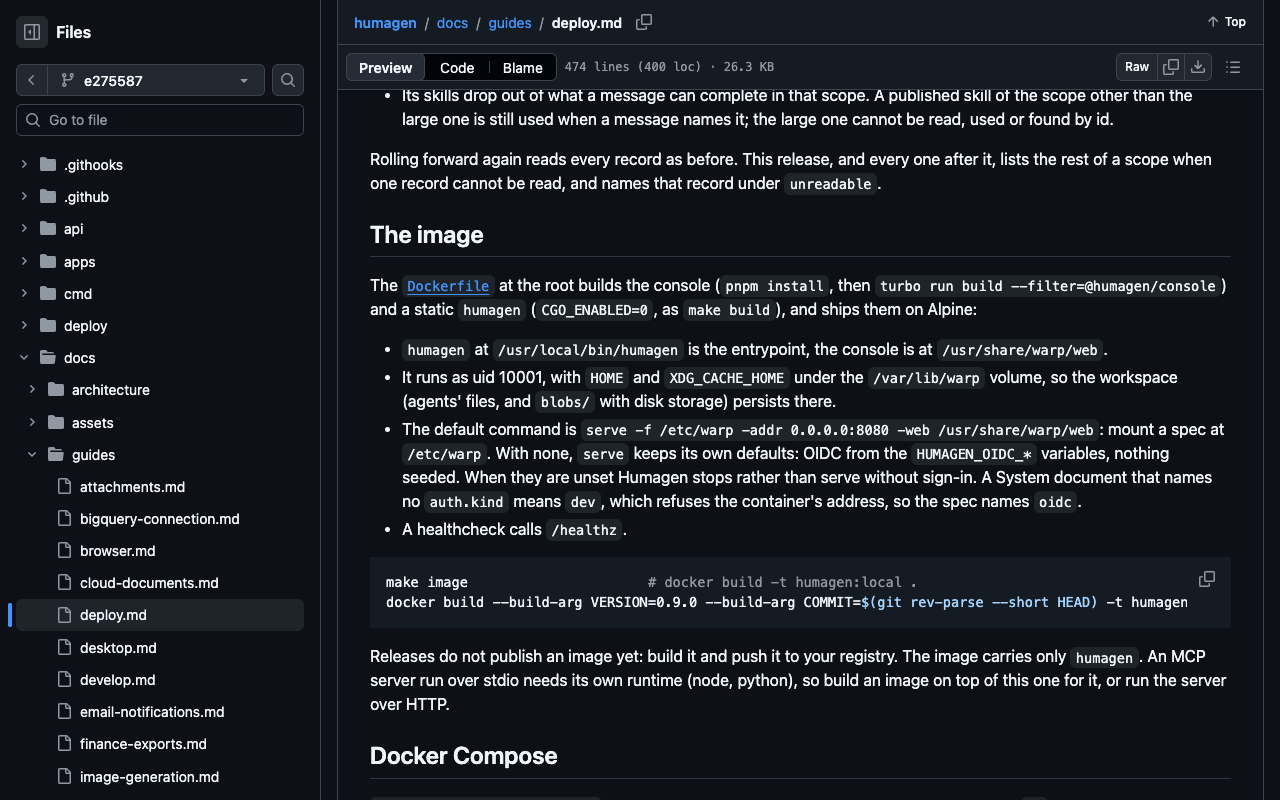 Files
e275587
Go to file
.githooks
.github
api
apps
cmd
deploy
docs
architecture
assets
guides
attachments.md
bigquery-connection.md
browser.md
cloud-documents.md
deploy.md
desktop.md
develop.md
email-notifications.md
finance-exports.md
image-generation.md
humagen / docs / guides / deploy.md
Top
Preview Code Blame 474 lines (400 loc) · 26.3 KB
Raw
• Its skills drop out of what a message can complete in that scope. A published skill of the scope other than the
large one is still used when a message names it; the large one cannot be read, used or found by id.
Rolling forward again reads every record as before. This release, and every one after it, lists the rest of a scope when
one record cannot be read, and names that record under unreadable.
The image
The Dockerfile at the root builds the console (pnpm install, then turbo run build --filter=@humagen/console)
and a static humagen (CGO_ENABLED=0, as make build), and ships them on Alpine:
• humagen at /usr/local/bin/humagen is the entrypoint, the console is at /usr/share/warp/web.
• It runs as uid 10001, with HOME and XDG_CACHE_HOME under the /var/lib/warp volume, so the workspace
(agents' files, and blobs/ with disk storage) persists there.
• The default command is serve -f /etc/warp -addr 0.0.0.0:8080 -web /usr/share/warp/web: mount a spec at
/etc/warp. With none, serve keeps its own defaults: OIDC from the HUMAGEN_OIDC_* variables, nothing
seeded. When they are unset Humagen stops rather than serve without sign-in. A System document that names
no auth.kind means dev, which refuses the container's address, so the spec names oidc.
• A healthcheck calls /healthz.
make image # docker build -t humagen:local .
docker build --build-arg VERSION=0.9.0 --build-arg COMMIT=$(git rev-parse --short HEAD) -t humagen
Releases do not publish an image yet: build it and push it to your registry. The image carries only humagen. An MCP
server run over stdio needs its own runtime (node, python), so build an image on top of this one for it, or run the server
over HTTP.
Docker Compose